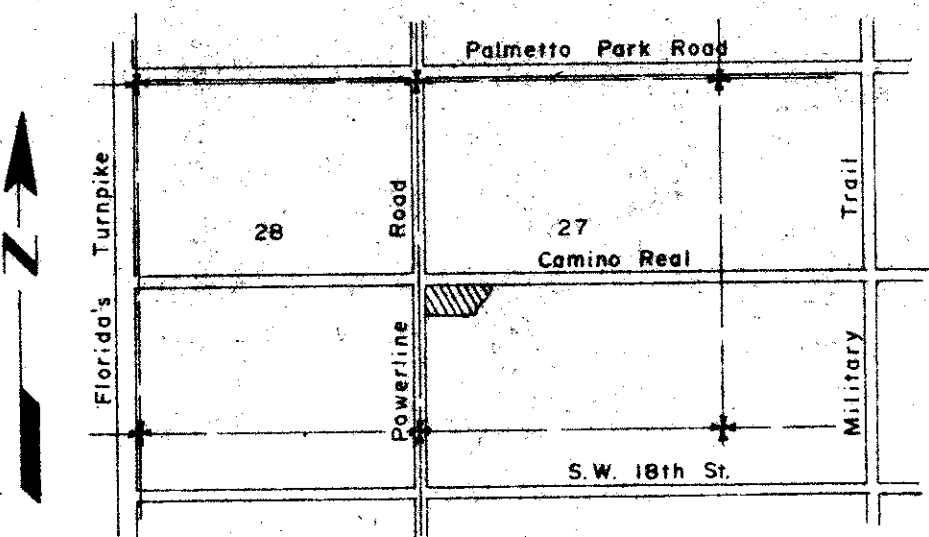 Palmetto Park Road
N
Florida's Turnpike
28
Road
27
Trail
Camino Real
Powerline
Military
S.W. 18th St.